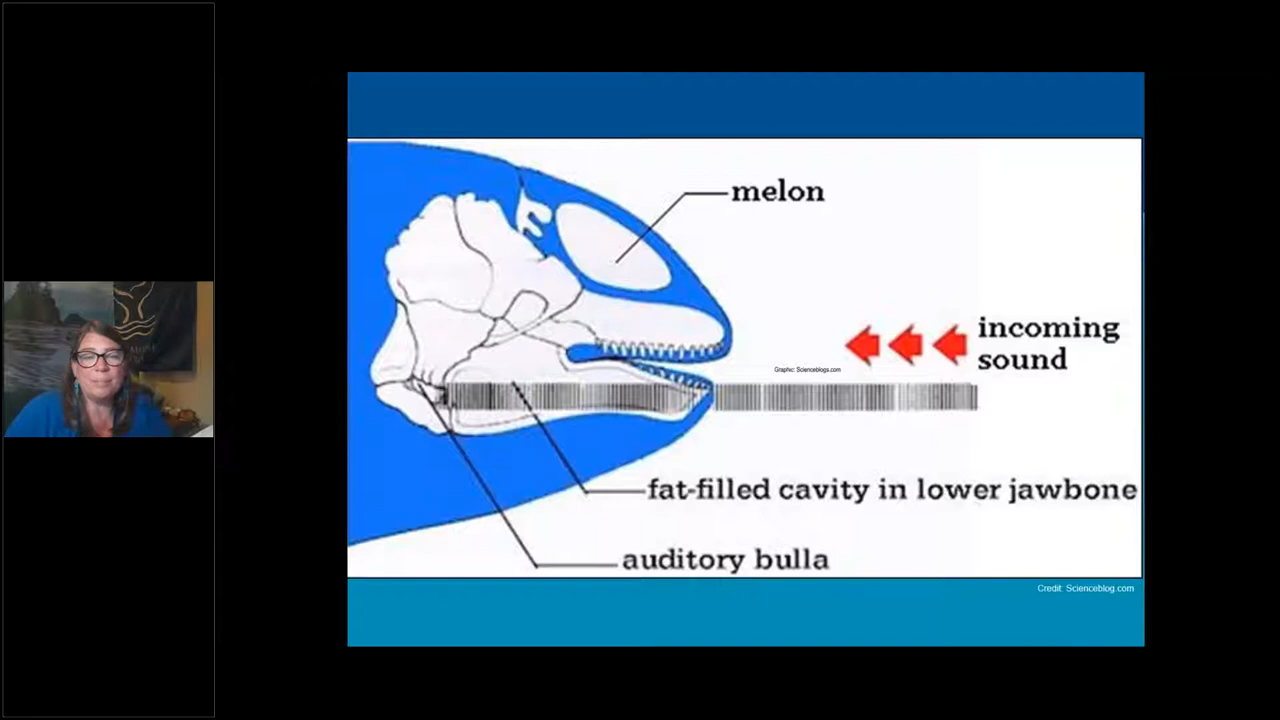 melon
incoming
sound
Graphic: Scienceblogs.com
fat-filled cavity in lower jawbone
auditory bulla
Credit: Scienceblog.com